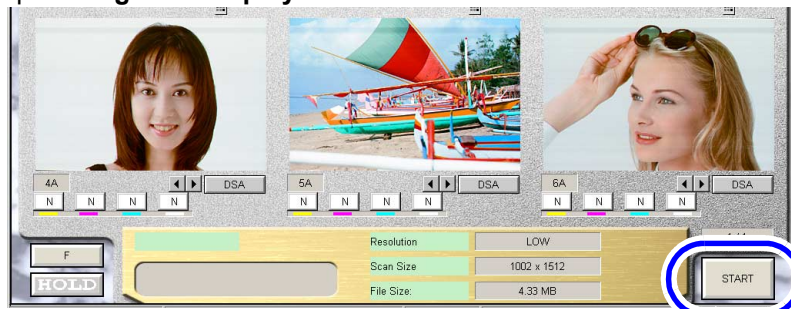 4A DSA 5A DSA 6A DSA
N N N N N N N N N N N N
F
HOLD
Resolution LOW
Scan Size 1002 x 1512
File Size: 4.33 MB
START